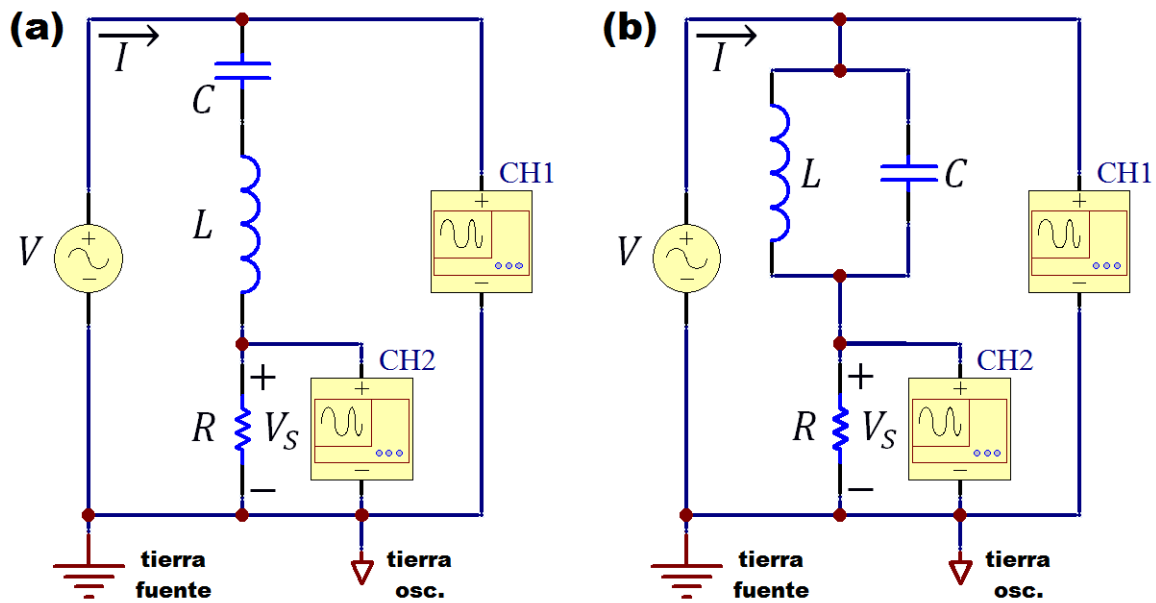 (a)
I
C
CH1
L
V
CH2
+
R
V_S
−
tierra
fuente
tierra
osc.
(b)
I
L
C
CH1
V
CH2
+
R
V_S
−
tierra
fuente
tierra
osc.